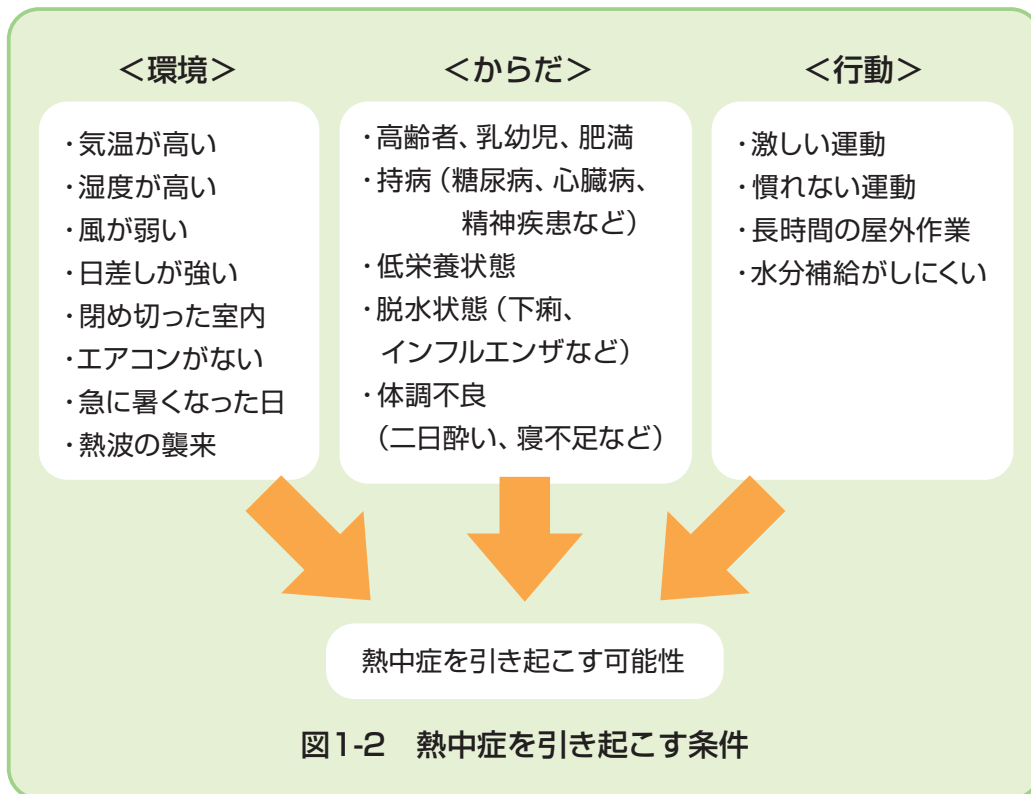 ＜環境＞
・気温が高い
・湿度が高い
・風が弱い
・日差しが強い
・閉め切った室内
・エアコンがない
・急に暑くなった日
・熱波の襲来
＜からだ＞
・高齢者、乳幼児、肥満
・持病（糖尿病、心臓病、
精神疾患など）
・低栄養状態
・脱水状態（下痢、
インフルエンザなど）
・体調不良
（二日酔い、寝不足など）
＜行動＞
・激しい運動
・慣れない運動
・長時間の屋外作業
・水分補給がしにくい
熱中症を引き起こす可能性
図1-2　熱中症を引き起こす条件